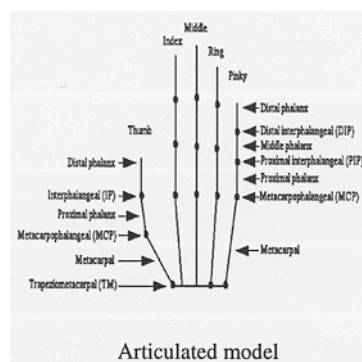 Middle
Index
Ring
Pinky
Thumb
Distal phalanx
Interphalangeal (IP)
Proximal phalanx
Metacarpophalangeal (MCP)
Metacarpal
Trapeziometacarpal (TM)
Distal phalanx
Distal interphalangeal (DIP)
Middle phalanx
Proximal interphalangeal (PIP)
Proximal phalanx
Metacarpophalangeal (MCP)
Metacarpal
Articulated model